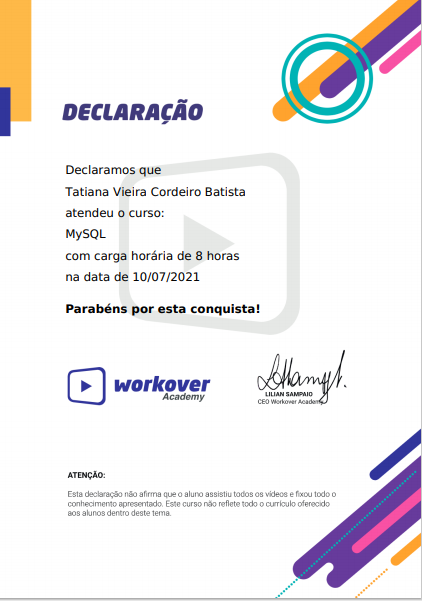 DECLARAÇÃO
Declaramos que
Tatiana Vieira Cordeiro Batista
atendeu o curso:
MySQL
com carga horária de 8 horas
na data de 10/07/2021
Parabéns por esta conquista!
workover
Academy
LILIAN SAMPAIO
CEO Workover Academy
ATENÇÃO:
Esta declaração não afirma que o aluno assistiu todos os vídeos e fixou todo o
conhecimento apresentado. Este curso não reflete todo o currículo oferecido
aos alunos dentro deste tema.